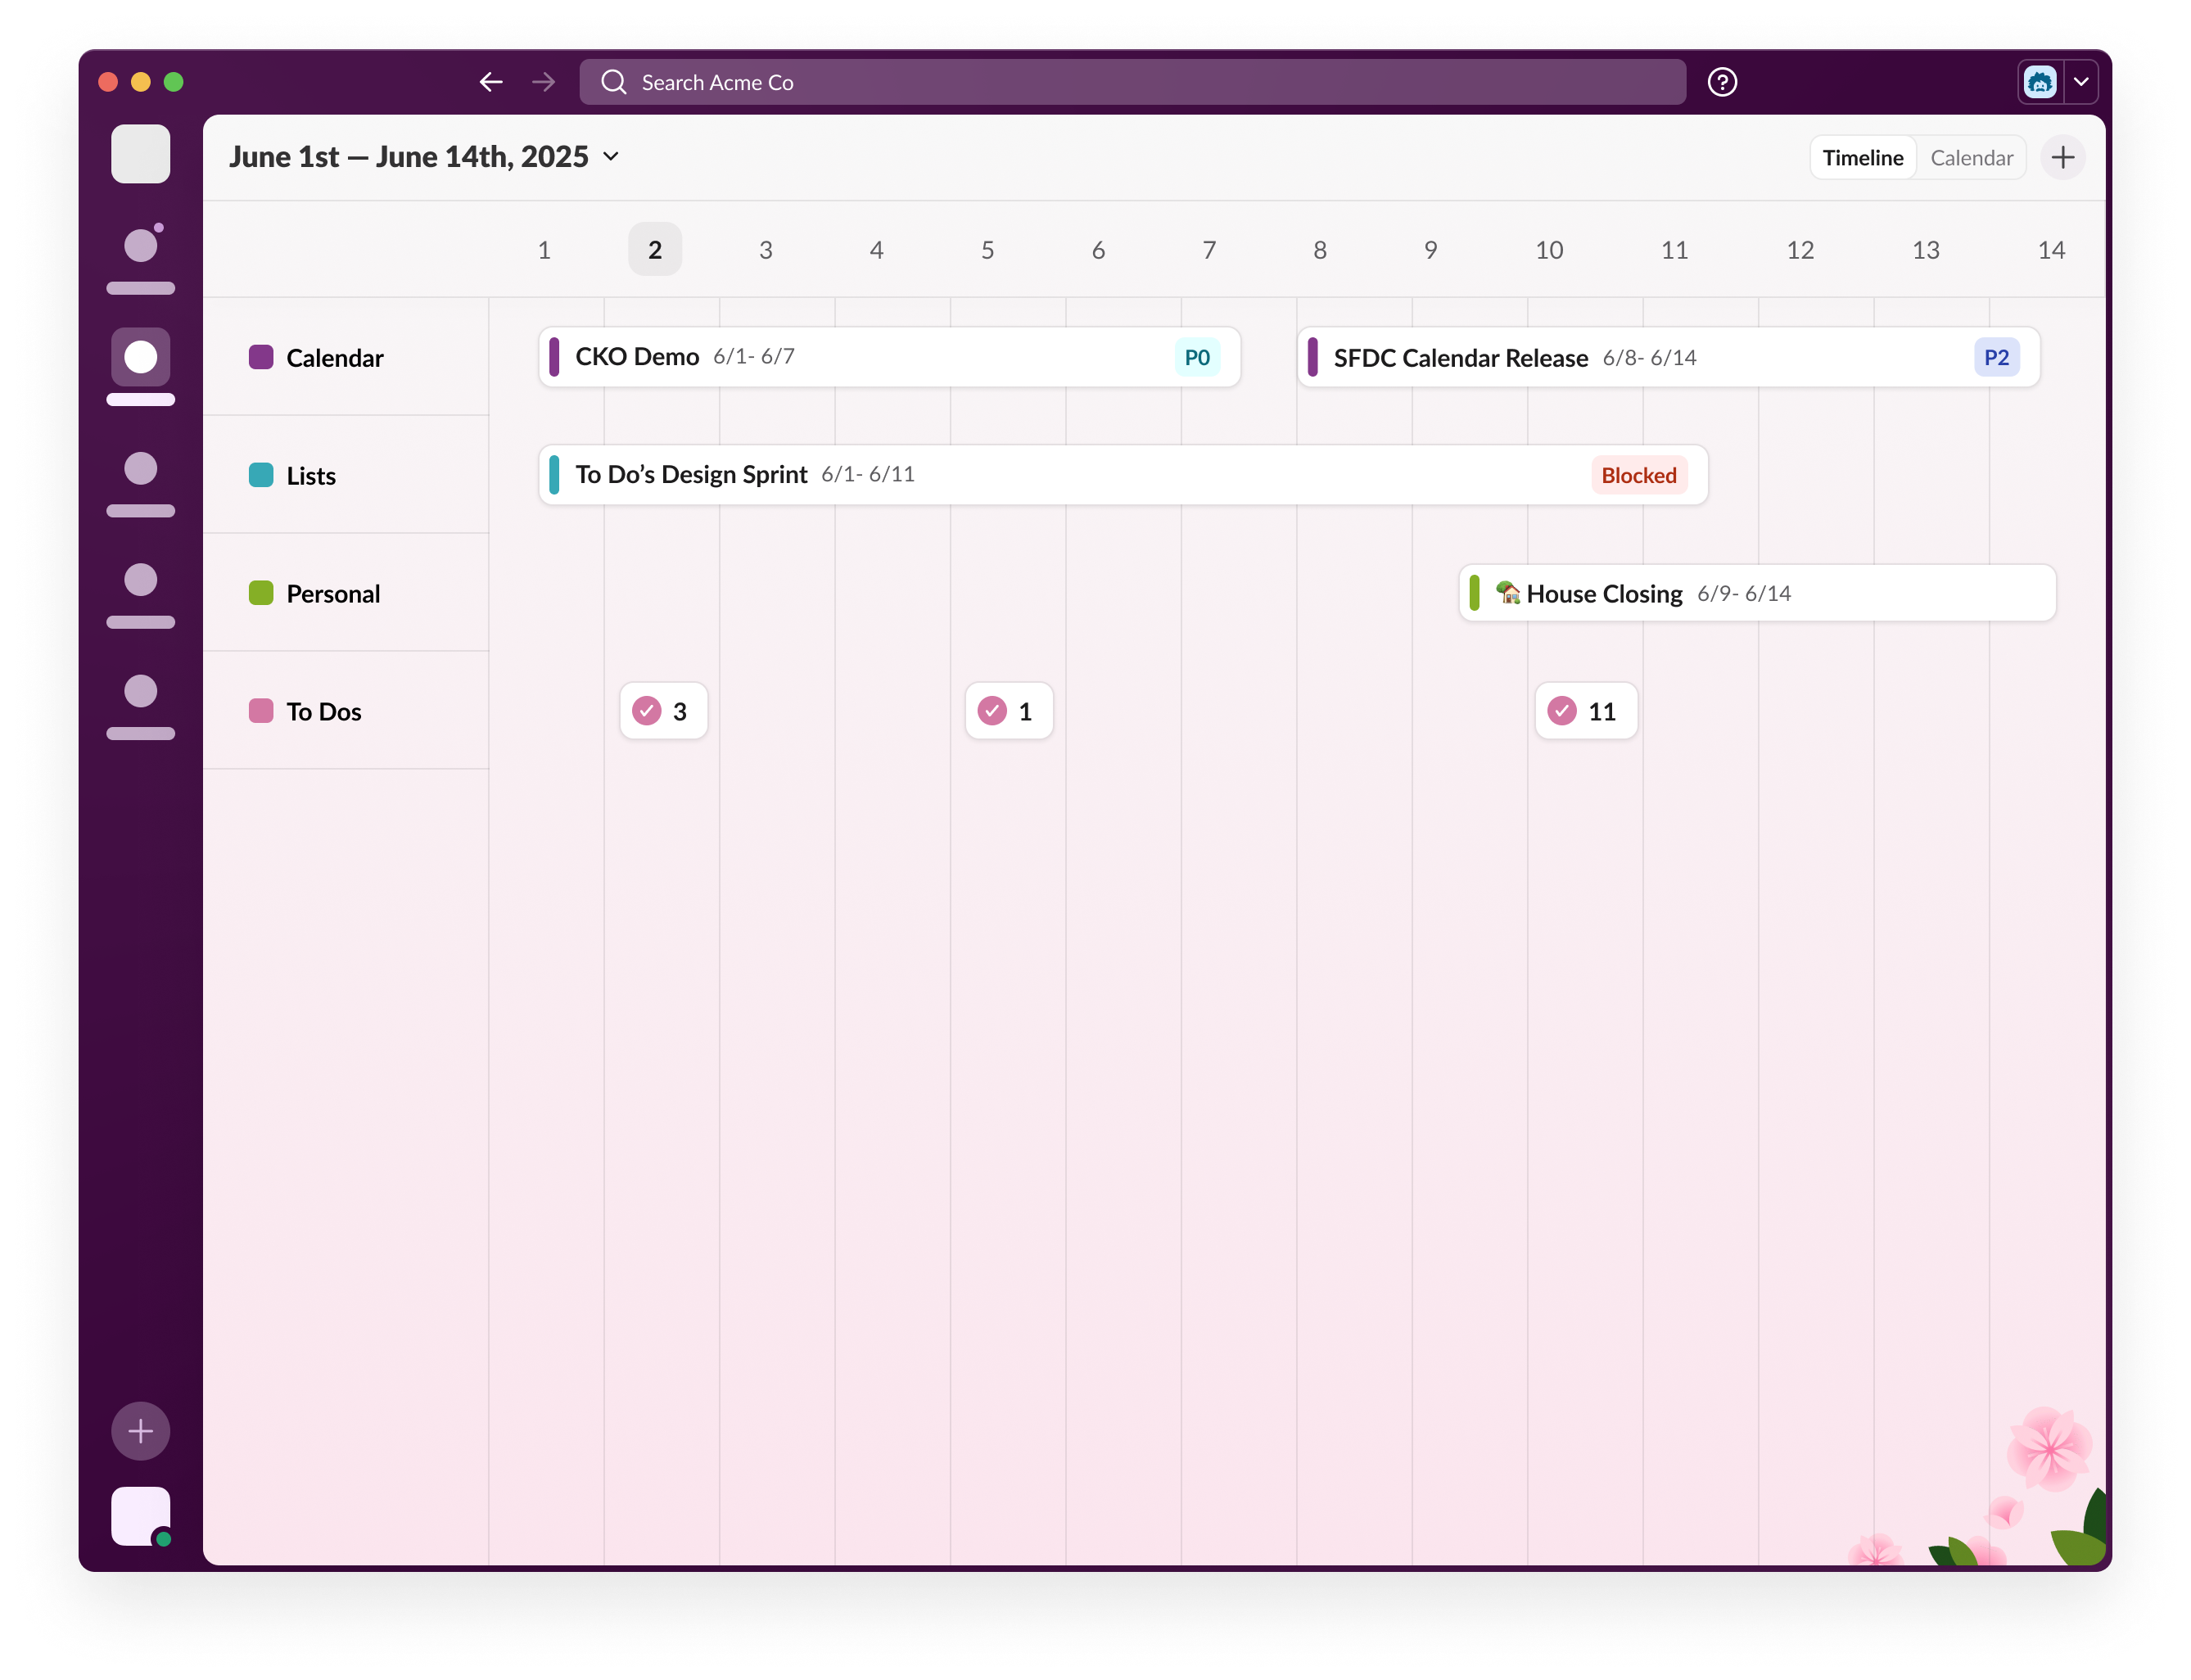 Search Acme Co
June 1st — June 14th, 2025
Timeline Calendar
1 2 3 4 5 6 7 8 9 10 11 12 13 14
Calendar
CKO Demo 6/1- 6/7 P0
SFDC Calendar Release 6/8- 6/14 P2
Lists
To Do’s Design Sprint 6/1- 6/11 Blocked
Personal
House Closing 6/9- 6/14
To Dos
3
1
11